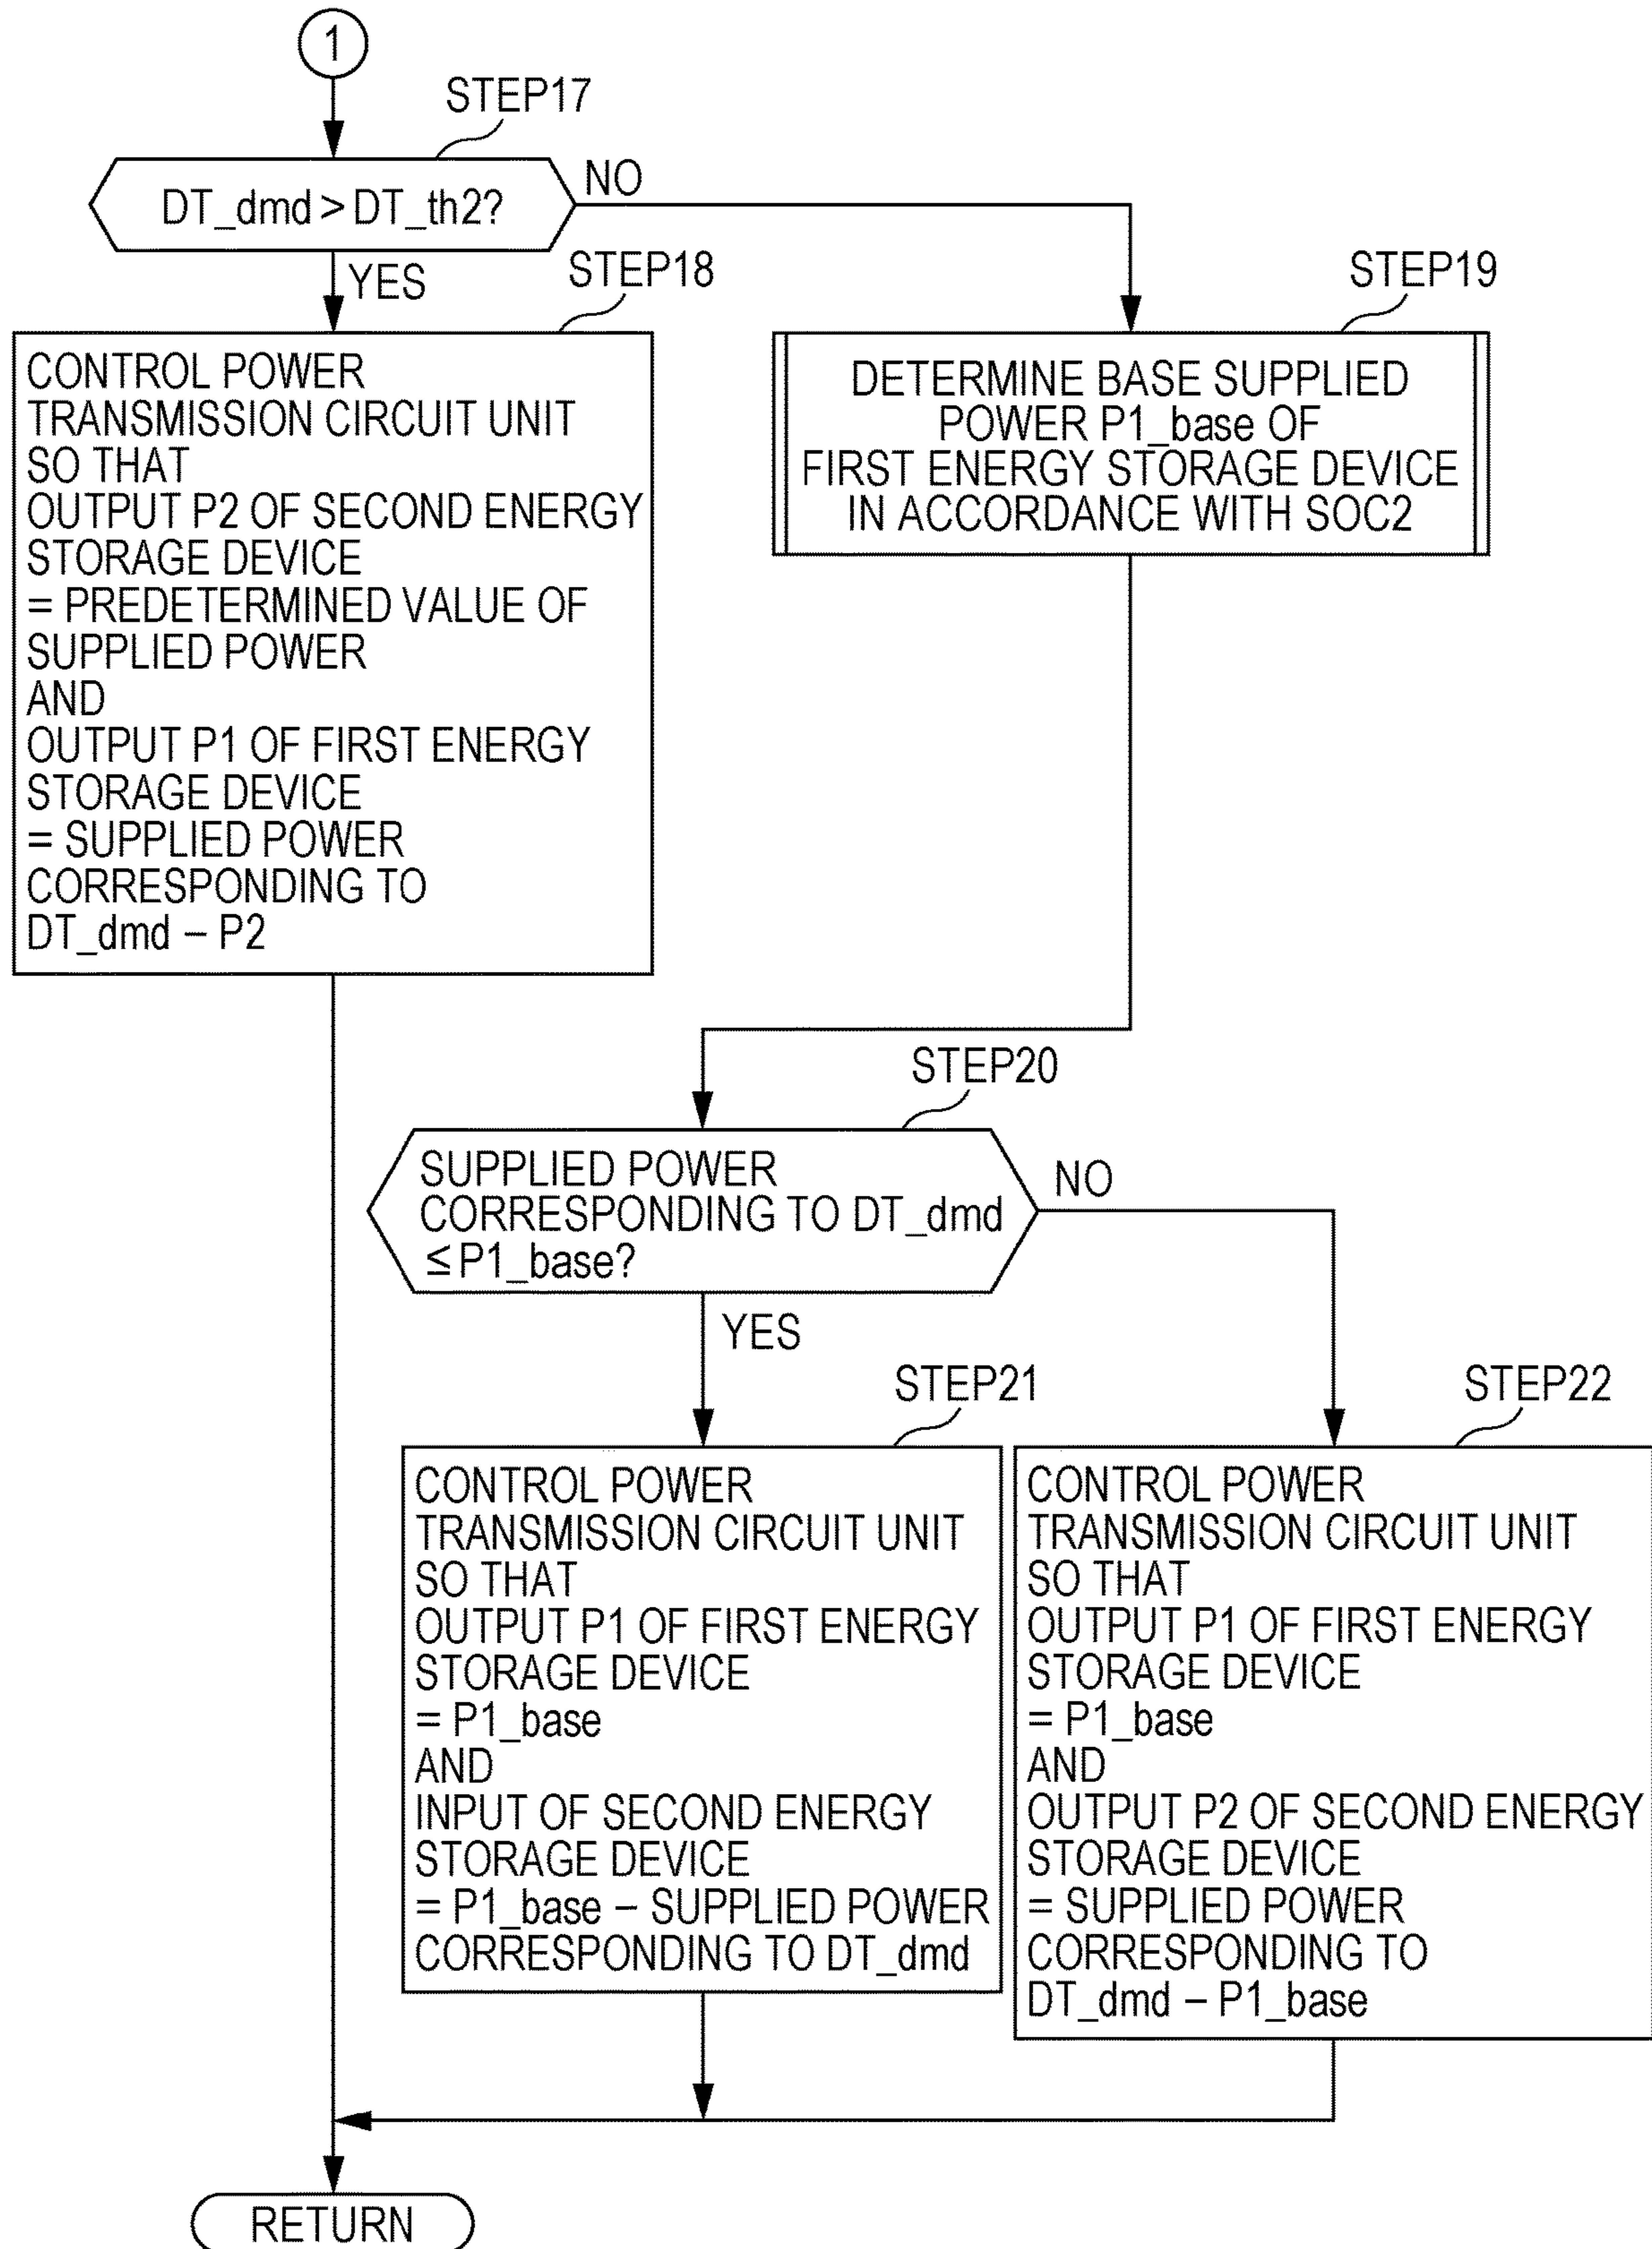 1
STEP17
DT_dmd > DT_th2?
NO
YES
STEP18
CONTROL POWER
TRANSMISSION CIRCUIT UNIT
SO THAT
OUTPUT P2 OF SECOND ENERGY
STORAGE DEVICE
= PREDETERMINED VALUE OF
SUPPLIED POWER
AND
OUTPUT P1 OF FIRST ENERGY
STORAGE DEVICE
= SUPPLIED POWER
CORRESPONDING TO
DT_dmd – P2
STEP19
DETERMINE BASE SUPPLIED
POWER P1_base OF
FIRST ENERGY STORAGE DEVICE
IN ACCORDANCE WITH SOC2
STEP20
SUPPLIED POWER
CORRESPONDING TO DT_dmd
≤ P1_base?
NO
YES
STEP21
CONTROL POWER
TRANSMISSION CIRCUIT UNIT
SO THAT
OUTPUT P1 OF FIRST ENERGY
STORAGE DEVICE
= P1_base
AND
INPUT OF SECOND ENERGY
STORAGE DEVICE
= P1_base – SUPPLIED POWER
CORRESPONDING TO DT_dmd
STEP22
CONTROL POWER
TRANSMISSION CIRCUIT UNIT
SO THAT
OUTPUT P1 OF FIRST ENERGY
STORAGE DEVICE
= P1_base
AND
OUTPUT P2 OF SECOND ENERGY
STORAGE DEVICE
= SUPPLIED POWER
CORRESPONDING TO
DT_dmd – P1_base
RETURN